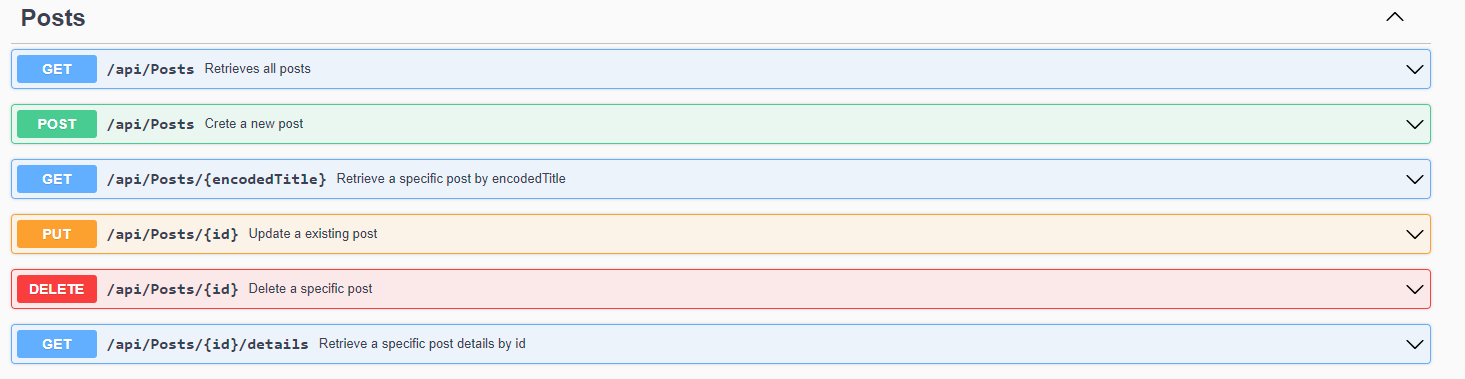 Posts
GET /api/Posts Retrieves all posts
POST /api/Posts Crete a new post
GET /api/Posts/{encodedTitle} Retrieve a specific post by encodedTitle
PUT /api/Posts/{id} Update a existing post
DELETE /api/Posts/{id} Delete a specific post
GET /api/Posts/{id}/details Retrieve a specific post details by id